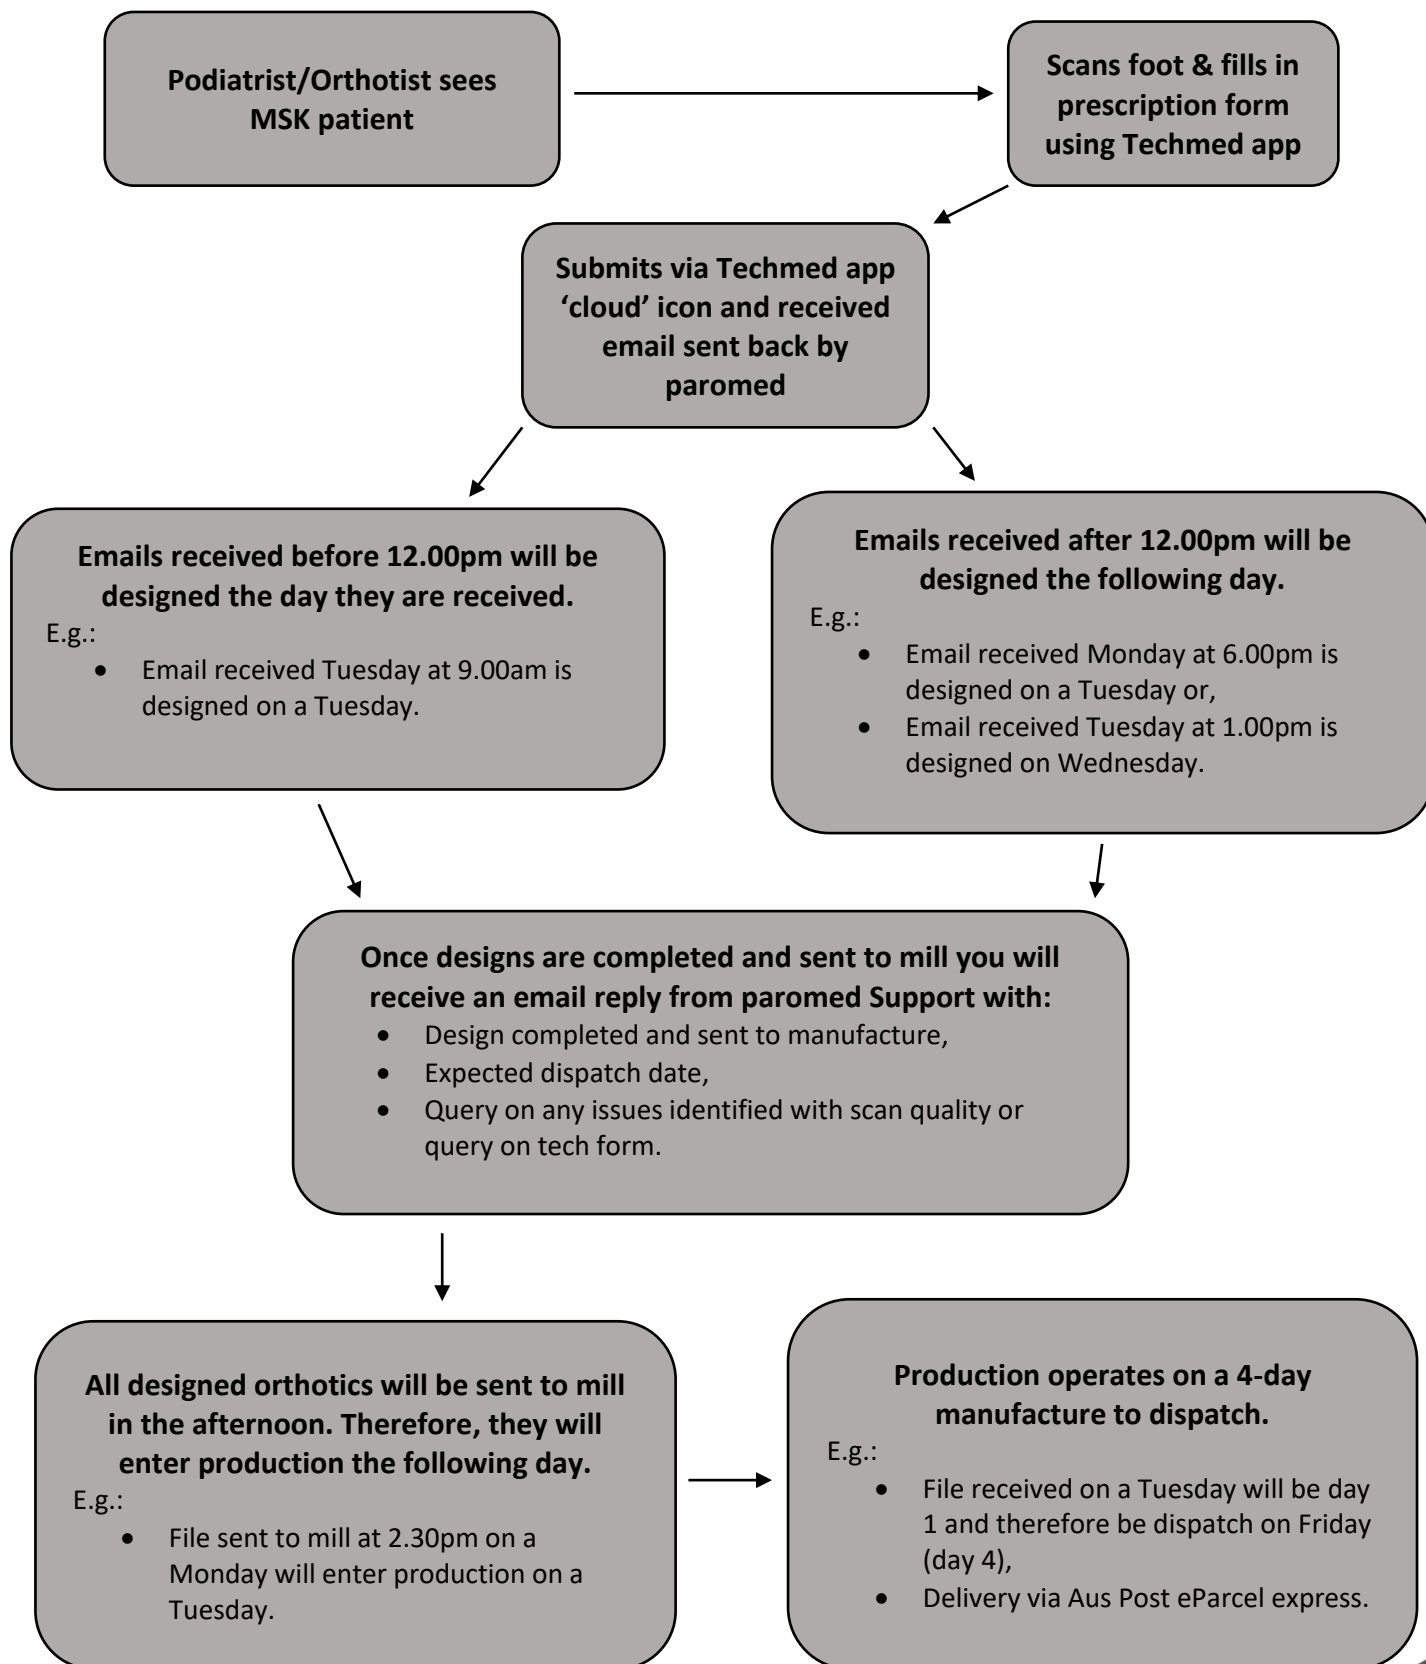 Podiatrist/Orthotist sees
MSK patient
Scans foot & fills in
prescription form
using Techmed app
Submits via Techmed app
‘cloud’ icon and received
email sent back by
paromed
Emails received before 12.00pm will be
designed the day they are received.
E.g.:
• Email received Tuesday at 9.00am is
designed on a Tuesday.
Emails received after 12.00pm will be
designed the following day.
E.g.:
• Email received Monday at 6.00pm is
designed on a Tuesday or,
• Email received Tuesday at 1.00pm is
designed on Wednesday.
Once designs are completed and sent to mill you will
receive an email reply from paromed Support with:
• Design completed and sent to manufacture,
• Expected dispatch date,
• Query on any issues identified with scan quality or
query on tech form.
All designed orthotics will be sent to mill
in the afternoon. Therefore, they will
enter production the following day.
E.g.:
• File sent to mill at 2.30pm on a
Monday will enter production on a
Tuesday.
Production operates on a 4-day
manufacture to dispatch.
E.g.:
• File received on a Tuesday will be day
1 and therefore be dispatch on Friday
(day 4),
• Delivery via Aus Post eParcel express.